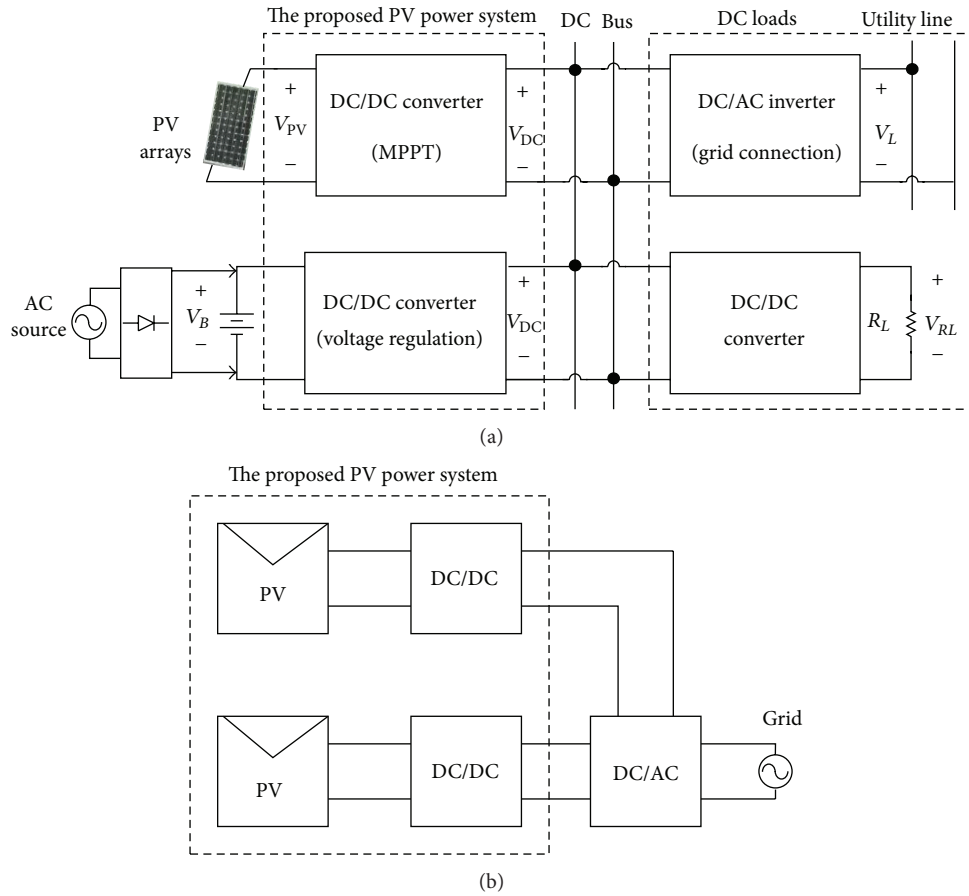 The proposed PV power system
DC
Bus
DC loads
Utility line
PV
arrays
+
V_PV
−
DC/DC converter
(MPPT)
+
V_DC
−
DC/AC inverter
(grid connection)
+
V_L
−
AC
source
+
V_B
−
DC/DC converter
(voltage regulation)
+
V_DC
−
DC/DC
converter
R_L
+
V_RL
−
(a)
The proposed PV power system
PV
DC/DC
PV
DC/DC
DC/AC
Grid
(b)